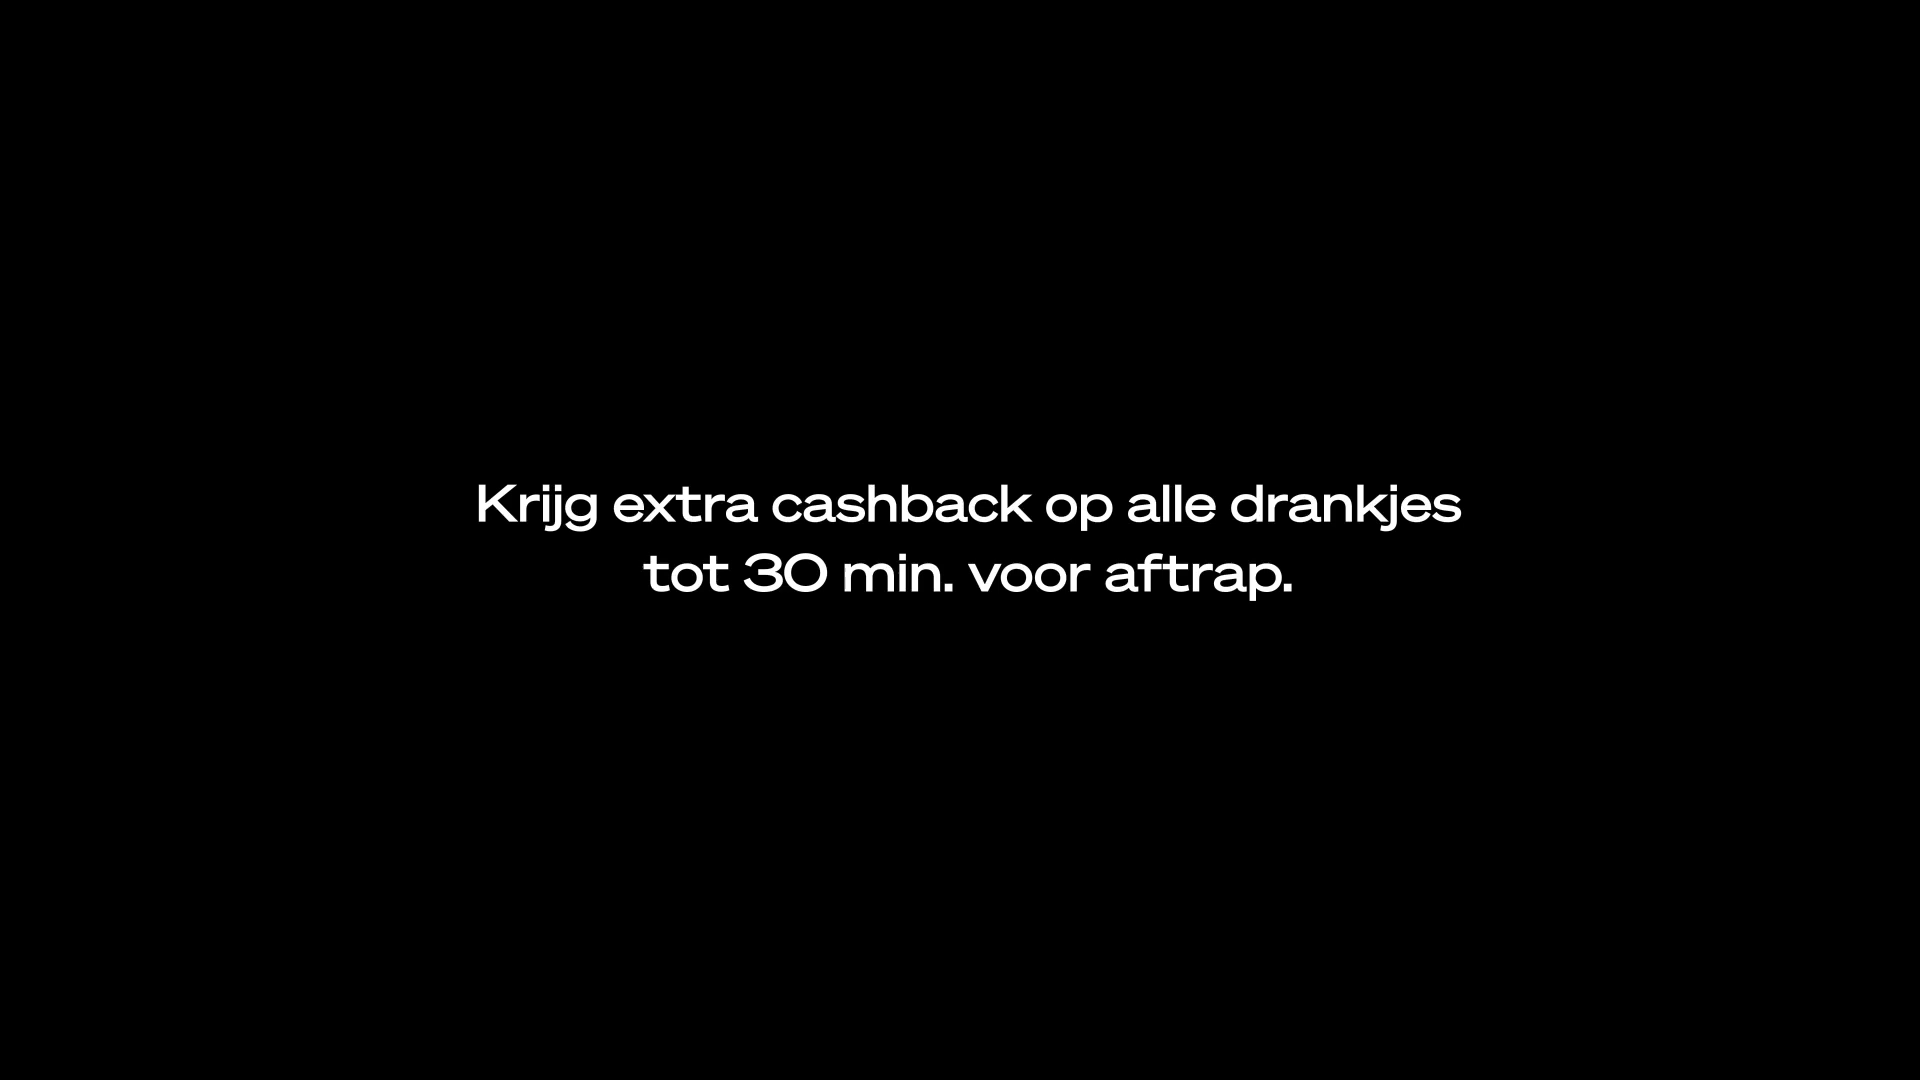 Krijg extra cashback op alle drankjes
tot 30 min. voor aftrap.